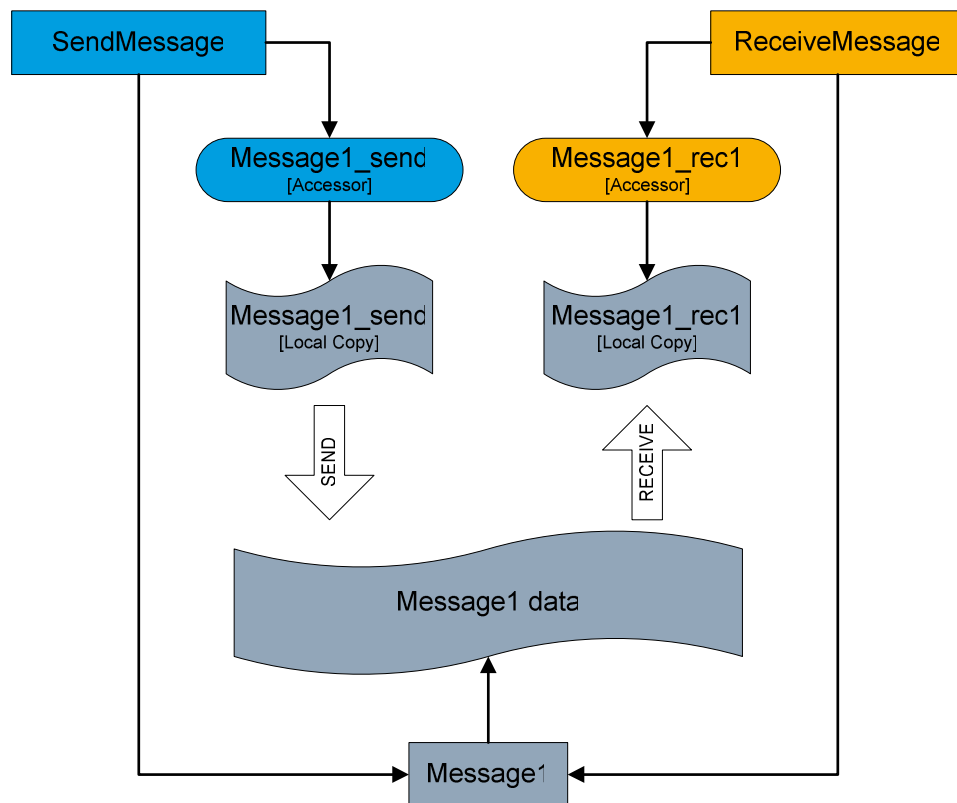 SendMessage
ReceiveMessage
Message1_send
[Accessor]
Message1_rec1
[Accessor]
Message1_send
[Local Copy]
Message1_rec1
[Local Copy]
SEND
RECEIVE
Message1 data
Message1